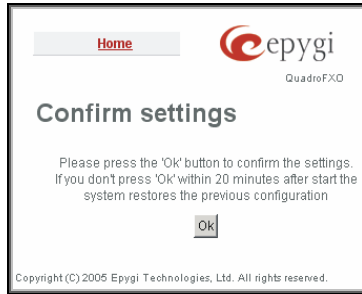 Home
epygi
QuadroFXO
Confirm settings
Please press the 'Ok' button to confirm the settings.
If you don't press 'Ok' within 20 minutes after start the
system restores the previous configuration
Ok
Copyright (C) 2005 Epygi Technologies, Ltd. All rights reserved.